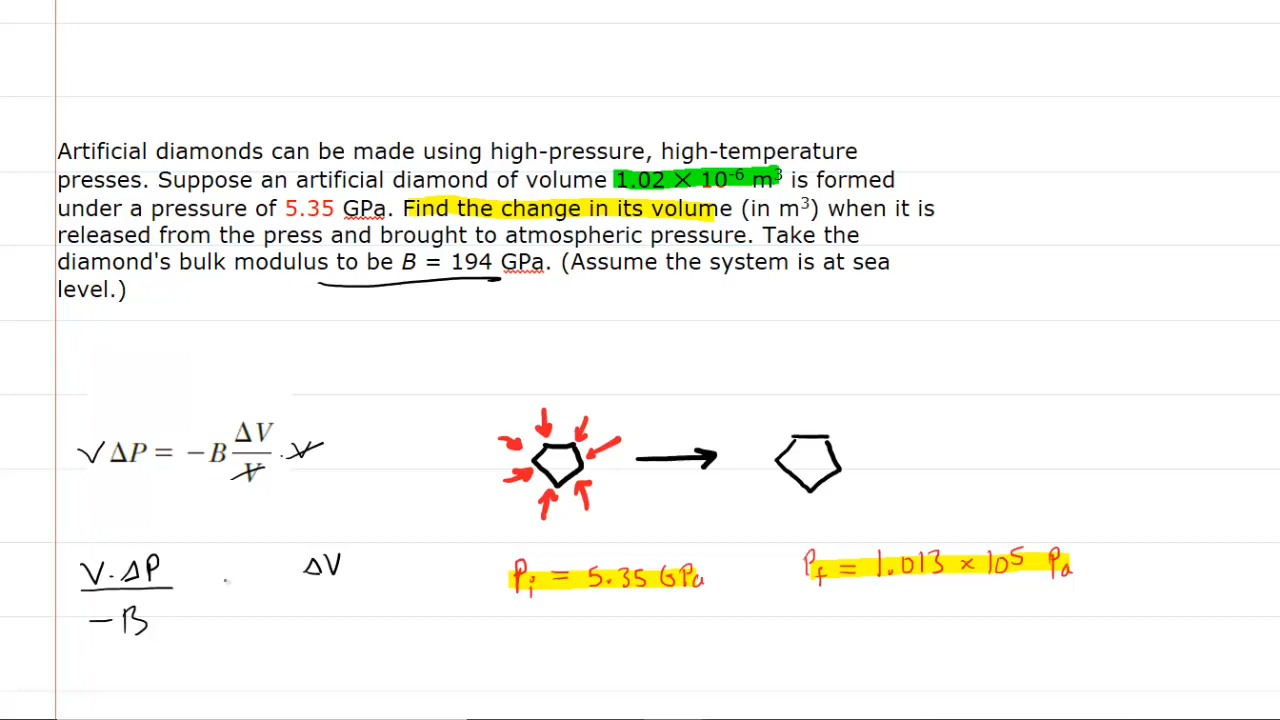 Artificial diamonds can be made using high-pressure, high-temperature
presses. Suppose an artificial diamond of volume 1.02 × 10⁻⁶ m³ is formed
under a pressure of 5.35 GPa. Find the change in its volume (in m³) when it is
released from the press and brought to atmospheric pressure. Take the
diamond's bulk modulus to be B = 194 GPa. (Assume the system is at sea
level.)
V ΔP = −B ΔV/V · V
V·ΔP/−B ΔV
Pi = 5.35 GPa
Pf = 1.013 × 10⁵ Pa